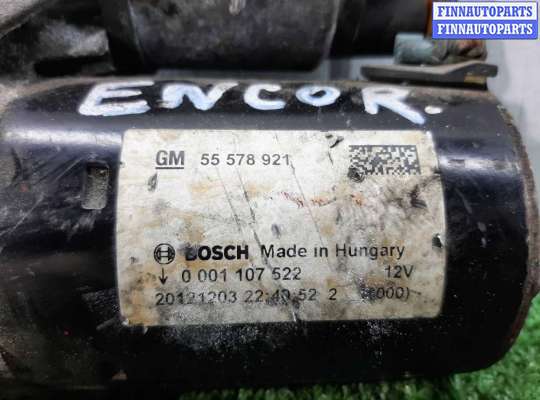 FINNAUTOPARTS
FINNAUTOPARTS
ENCOR.
GM 55 578 921
BOSCH Made in Hungary
↓ 0 001 107 522 12V
20121203 22:40:52 2 (000)